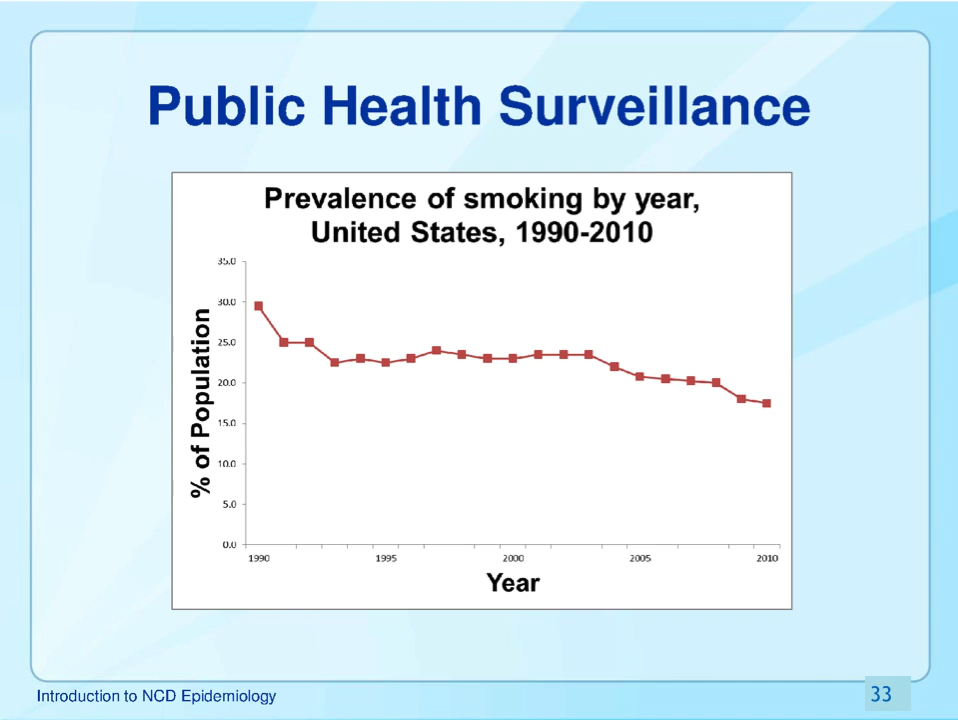 Public Health Surveillance
Prevalence of smoking by year,
United States, 1990-2010
% of Population
35.0
30.0
25.0
20.0
15.0
10.0
5.0
0.0
1990 1995 2000 2005 2010
Year
Introduction to NCD Epidemiology
33